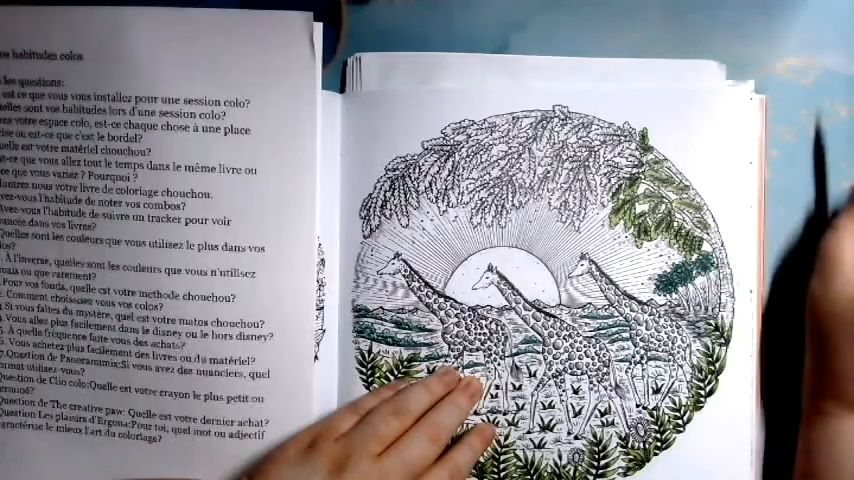 habitudes colos
les questions:
est ce que vous vous installez pour une session colo?
elles sont vos habitudes lors d'une session colo?
ns votre espace colo, est-ce chaque chose à une place
ise ou est-ce que c'est le bordel?
uelle est votre matériel chouchou?
st-ce que vous allez tout le temps dans le même livre ou
ce que vous variez ? Pourquoi ?
ontrez nous votre livre de coloriage chouchou.
vez-vous l'habitude de noter vos combos?
Avez-vous l'habitude de suivre un tracker pour voir
vancée dans vos livres?
Quelles sont les couleurs que vous utilisez le plus dans vos
los?
. À l'inverse, quelles sont les couleurs que vous n'utilisez
mais ou que rarement?
.Pour vos fonds, quelle est votre méthode chouchou?
. Comment choisissez vous vos colos?
Si vous faites du mystère, quel est votre matos chouchou?
.Vous allez plus facilement dans le disney ou le hors disney?
. À quelle fréquence faite vous des achats?
. Vous achetez plus facilement des livres ou du matériel?
.Question de Panoramimix:Si vous avez des nuanciers, quel
ormat utilisez-vous?
Question de Clio colo:Quelle est votre crayon le plus petit ou
erminé?
Question de The creative paw: Quelle est votre dernier achat?
Question Les plaisirs d'Ergona:Pour toi, quel mot ou adjectif
aractérise le mieux l'art du coloriage?